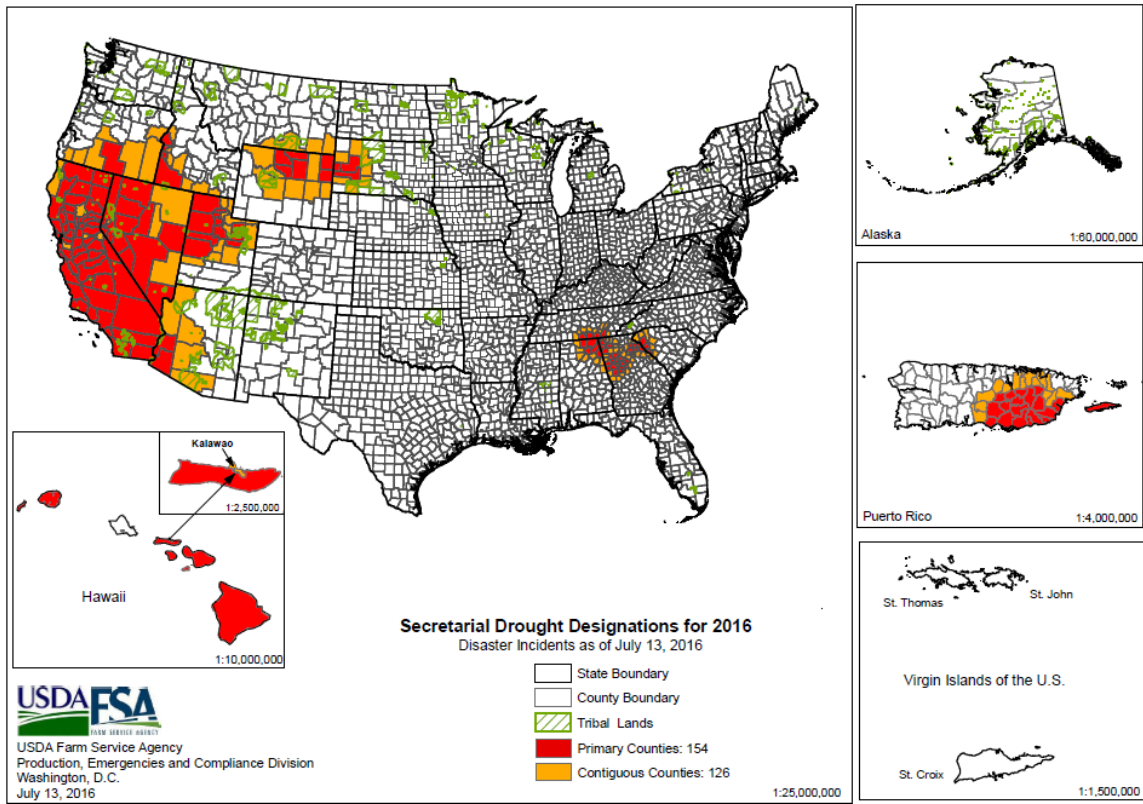 Alaska
1:60,000,000
Puerto Rico
1:4,000,000
St. Thomas
St. John
Virgin Islands of the U.S.
St. Croix
1:1,500,000
Kalawao
1:2,500,000
Hawaii
1:10,000,000
Secretarial Drought Designations for 2016
Disaster Incidents as of July 13, 2016
State Boundary
County Boundary
Tribal Lands
Primary Counties: 154
Contiguous Counties: 126
1:25,000,000
USDA FSA
FARM SERVICE AGENCY
USDA Farm Service Agency
Production, Emergencies and Compliance Division
Washington, D.C.
July 13, 2016